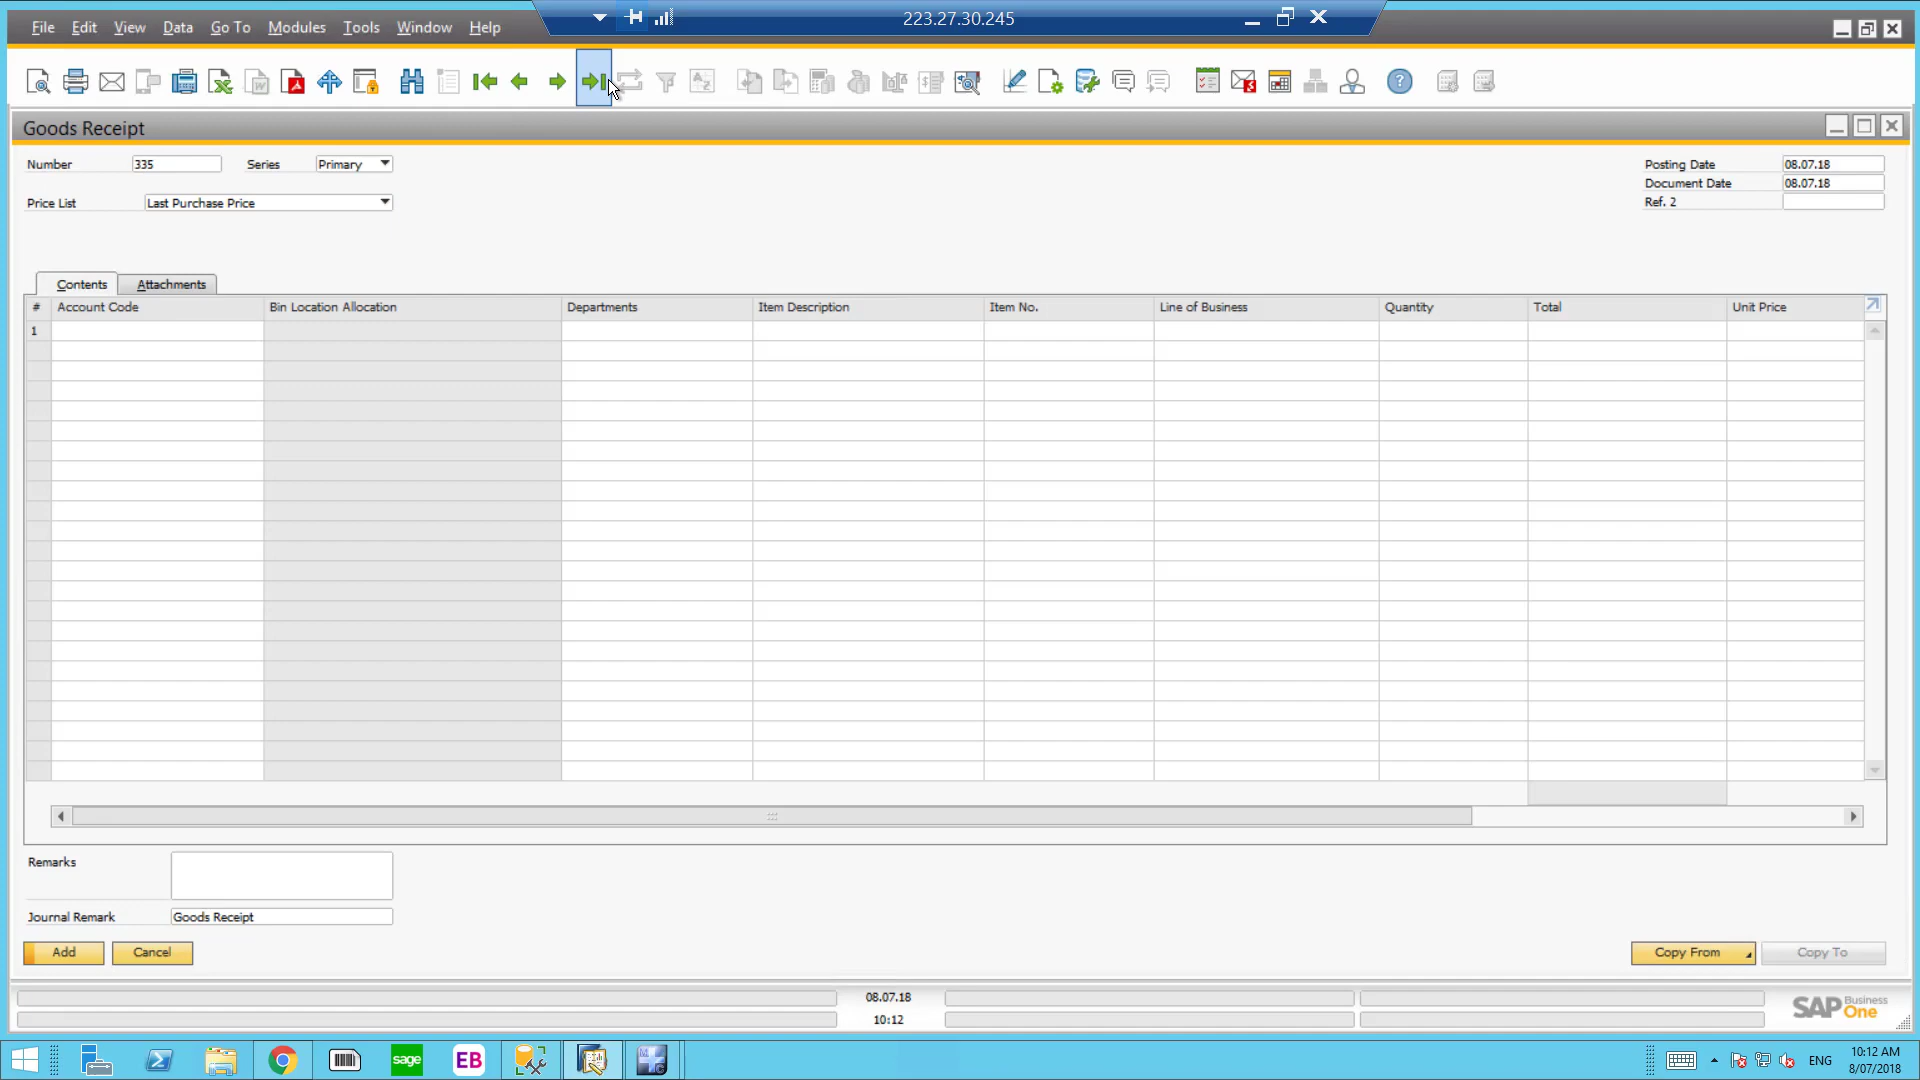 223.27.30.245
File Edit View Data Go To Modules Tools Window Help
Goods Receipt
Number 335 Series Primary Posting Date 08.07.18
Document Date 08.07.18
Price List Last Purchase Price Ref. 2
Contents Attachments
# Account Code Bin Location Allocation Departments Item Description Item No. Line of Business Quantity Total Unit Price
1
Remarks
Journal Remark Goods Receipt
Add Cancel Copy From Copy To
08.07.18
10:12
SAP Business One
sage EB ENG 10:12 AM
8/07/2018